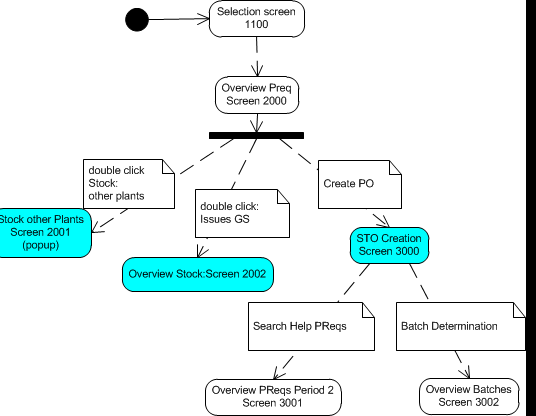 Selection screen
1100
Overview Preq
Screen 2000
double click
Stock:
other plants
Create PO
double click:
Issues GS
Stock other Plants
Screen 2001
(popup)
STO Creation
Screen 3000
Overview Stock:Screen 2002
Search Help PReqs
Batch Determination
Overview PReqs Period 2
Screen 3001
Overview Batches
Screen 3002